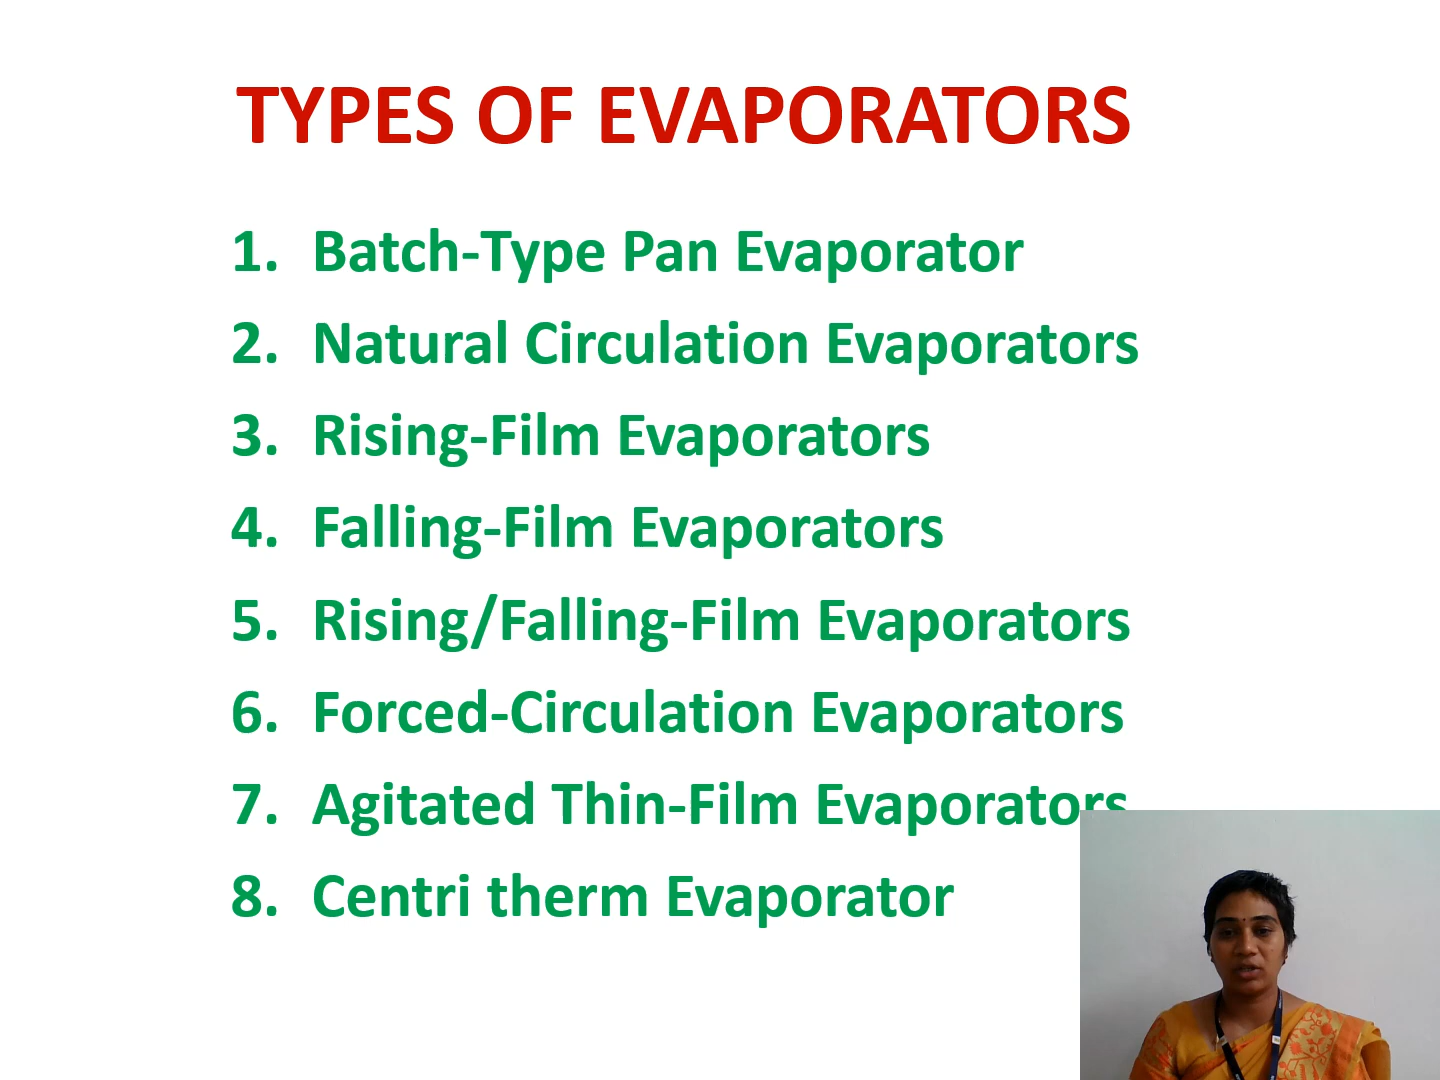 TYPES OF EVAPORATORS
1. Batch-Type Pan Evaporator
2. Natural Circulation Evaporators
3. Rising-Film Evaporators
4. Falling-Film Evaporators
5. Rising/Falling-Film Evaporators
6. Forced-Circulation Evaporators
7. Agitated Thin-Film Evaporators
8. Centri therm Evaporator